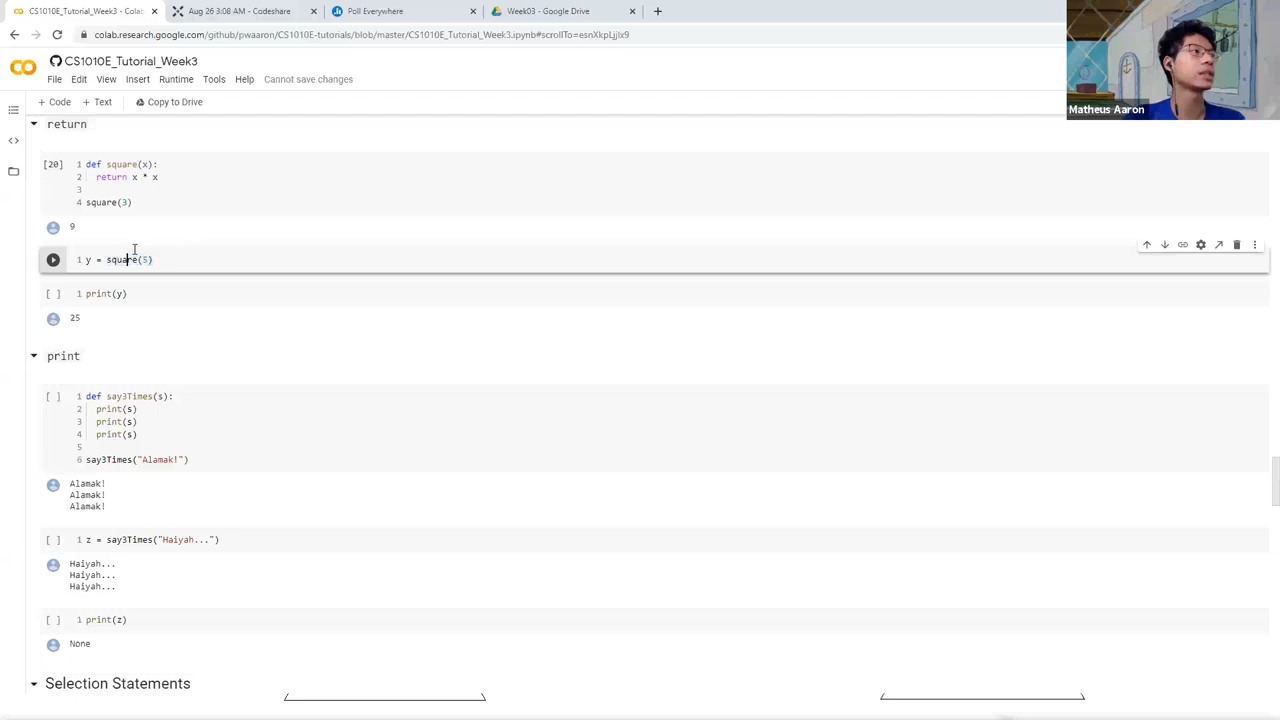 CS1010E_Tutorial_Week3 - Colab
Aug 26 3:08 AM - Codeshare
Poll Everywhere
Week03 - Google Drive
colab.research.google.com/github/pwaaron/CS1010E-tutorials/blob/master/CS1010E_Tutorial_Week3.ipynb#scrollTo=esnXkpLjjIx9
CS1010E_Tutorial_Week3
File Edit View Insert Runtime Tools Help Cannot save changes
+ Code + Text Copy to Drive
Matheus Aaron
return
[20] 1 def square(x):
2 return x * x
3
4 square(3)
9
1 y = square(5)
[ ] 1 print(y)
25
print
[ ] 1 def say3Times(s):
2 print(s)
3 print(s)
4 print(s)
5
6 say3Times("Alamak!")
Alamak!
Alamak!
Alamak!
[ ] 1 z = say3Times("Haiyah...")
Haiyah...
Haiyah...
Haiyah...
[ ] 1 print(z)
None
Selection Statements